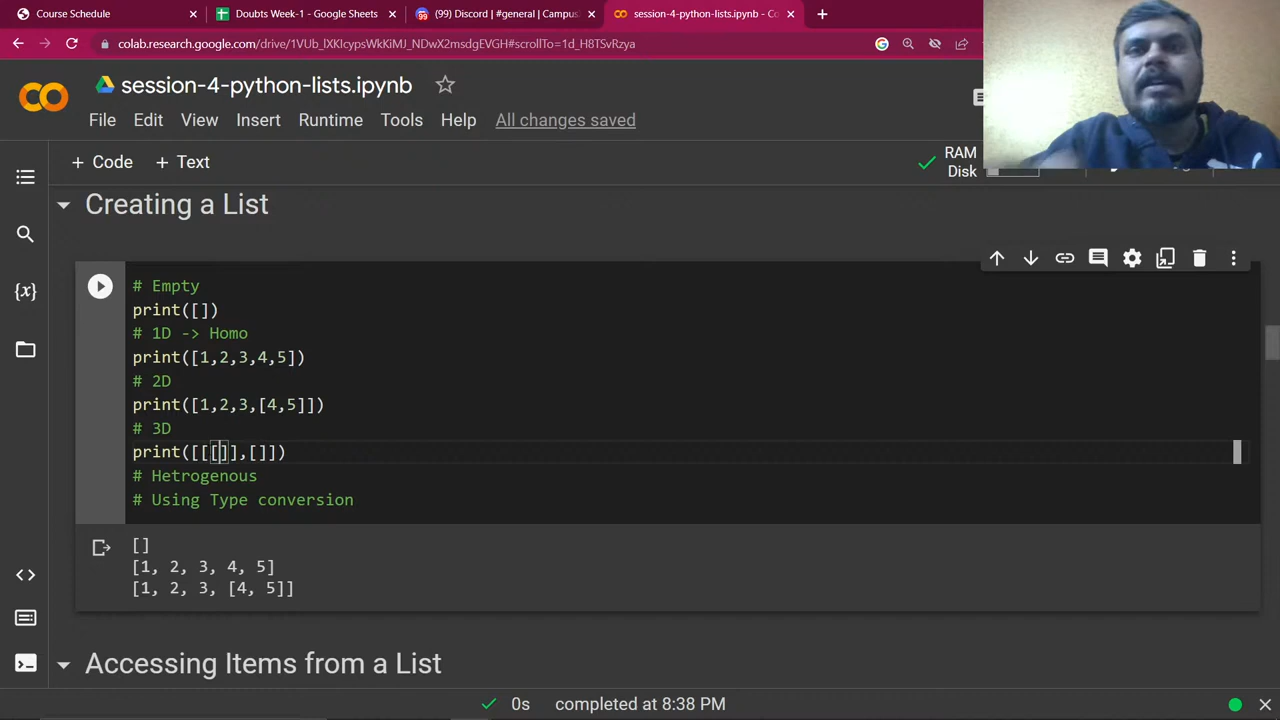 Course Schedule
Doubts Week-1 - Google Sheets
(99) Discord | #general | Campus
session-4-python-lists.ipynb - Co
colab.research.google.com/drive/1VUb_lXKIcypsWkKiMJ_NDwX2msdgEVGH#scrollTo=1d_H8TSvRzya
session-4-python-lists.ipynb
File Edit View Insert Runtime Tools Help All changes saved
+ Code + Text
RAM
Disk
Creating a List
# Empty
print([])
# 1D -> Homo
print([1,2,3,4,5])
# 2D
print([1,2,3,[4,5]])
# 3D
print([[[]],[]])
# Hetrogenous
# Using Type conversion
[]
[1, 2, 3, 4, 5]
[1, 2, 3, [4, 5]]
Accessing Items from a List
0s completed at 8:38 PM